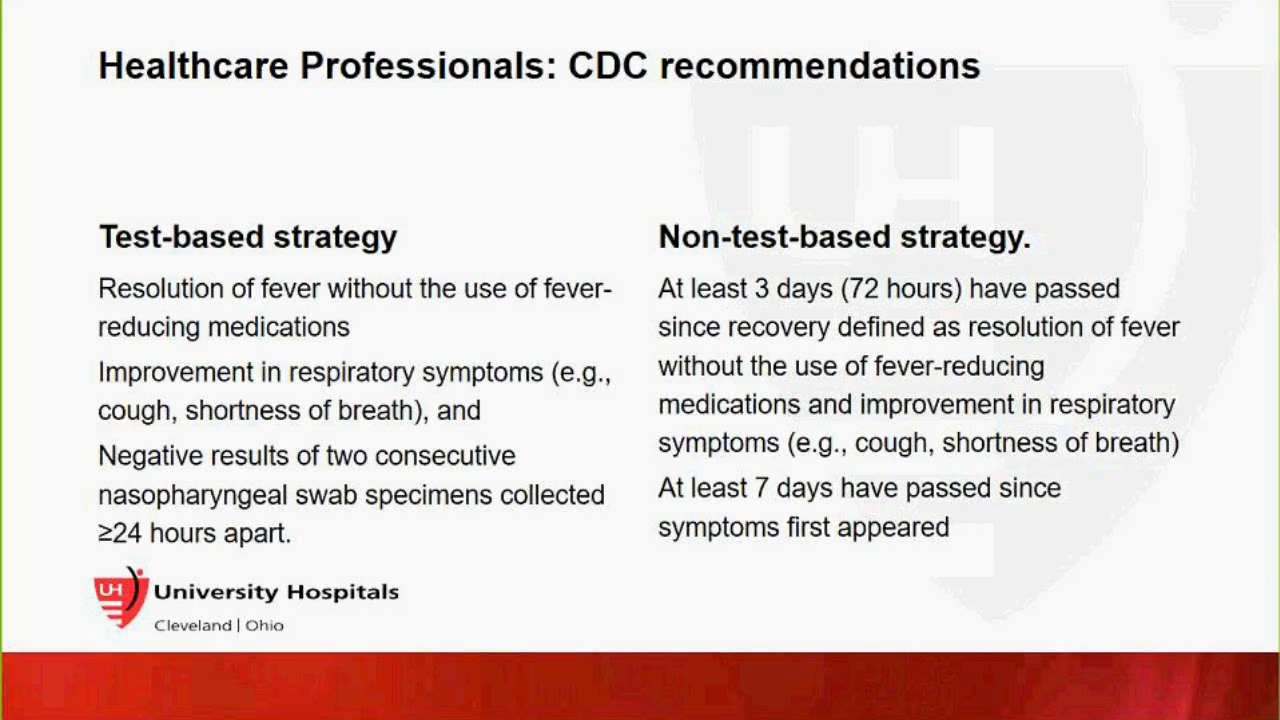 Healthcare Professionals: CDC recommendations
Test-based strategy
Resolution of fever without the use of fever-
reducing medications
Improvement in respiratory symptoms (e.g.,
cough, shortness of breath), and
Negative results of two consecutive
nasopharyngeal swab specimens collected
≥24 hours apart.
Non-test-based strategy.
At least 3 days (72 hours) have passed
since recovery defined as resolution of fever
without the use of fever-reducing
medications and improvement in respiratory
symptoms (e.g., cough, shortness of breath)
At least 7 days have passed since
symptoms first appeared
UH
University Hospitals
Cleveland | Ohio
UH